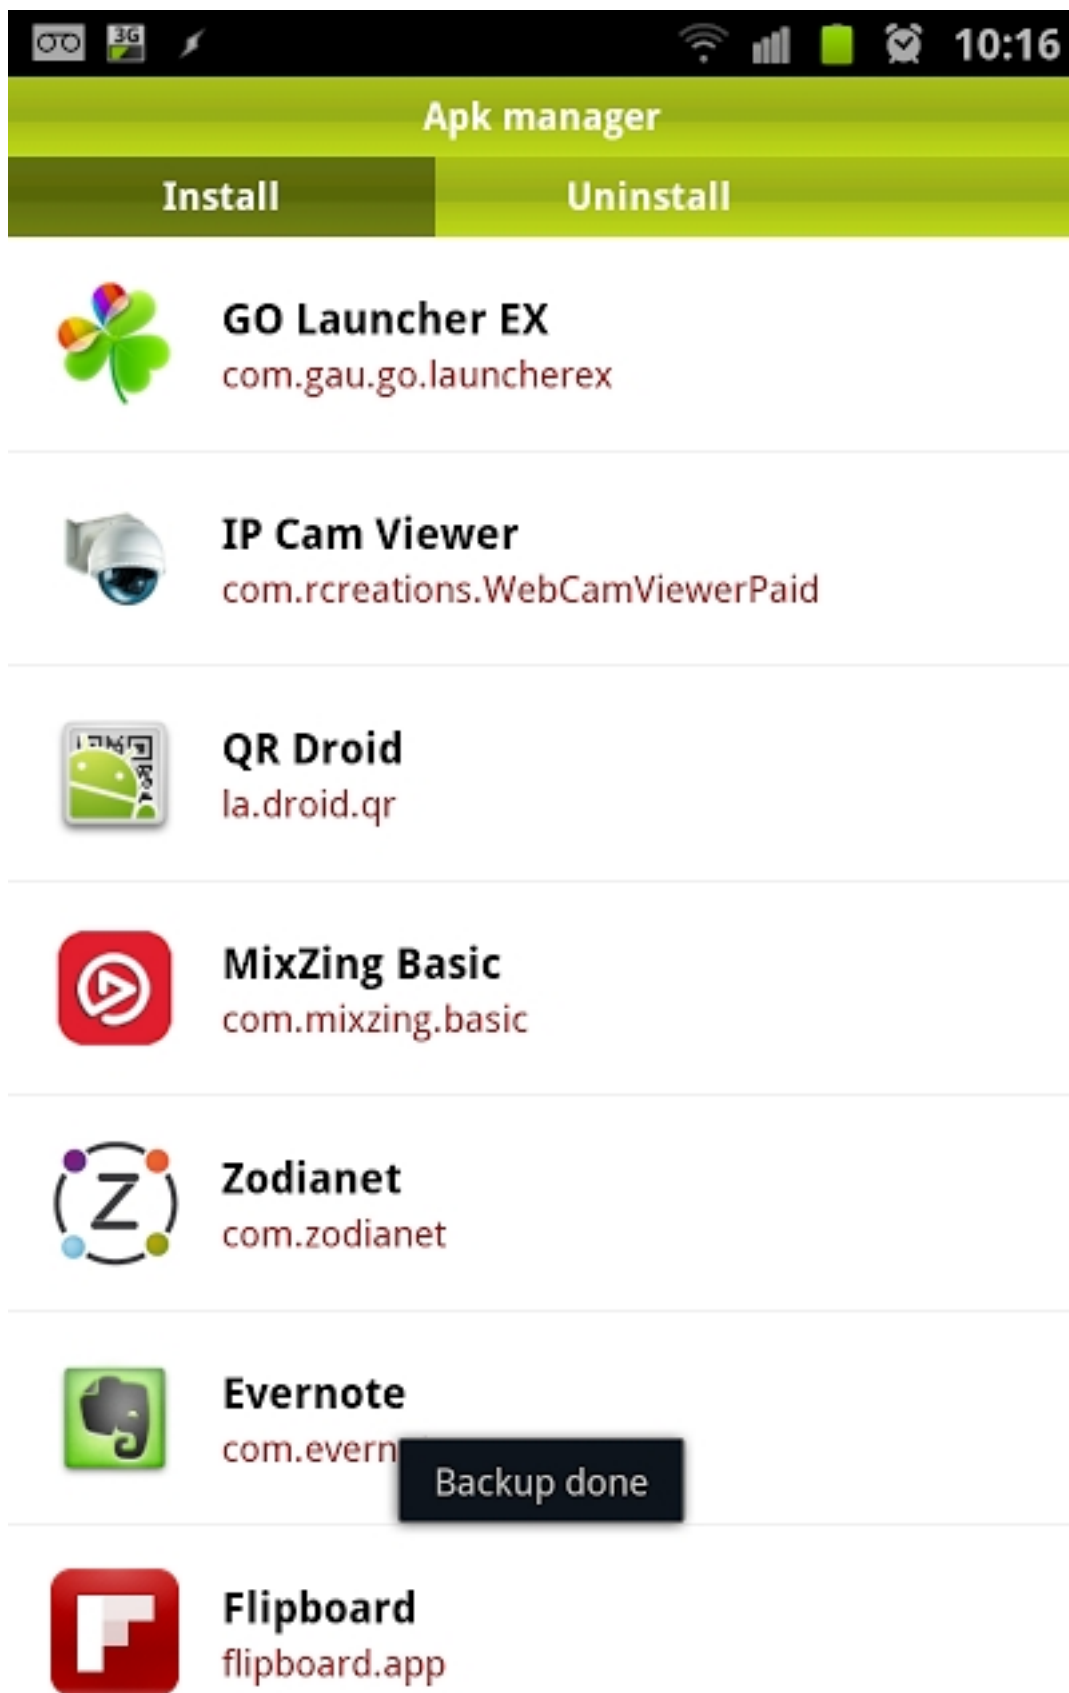 3G
10:16
Apk manager
Install
Uninstall
GO Launcher EX
com.gau.go.launcherex
IP Cam Viewer
com.rcreations.WebCamViewerPaid
QR Droid
la.droid.qr
MixZing Basic
com.mixzing.basic
Z
Zodianet
com.zodianet
Evernote
com.evern
Backup done
Flipboard
flipboard.app